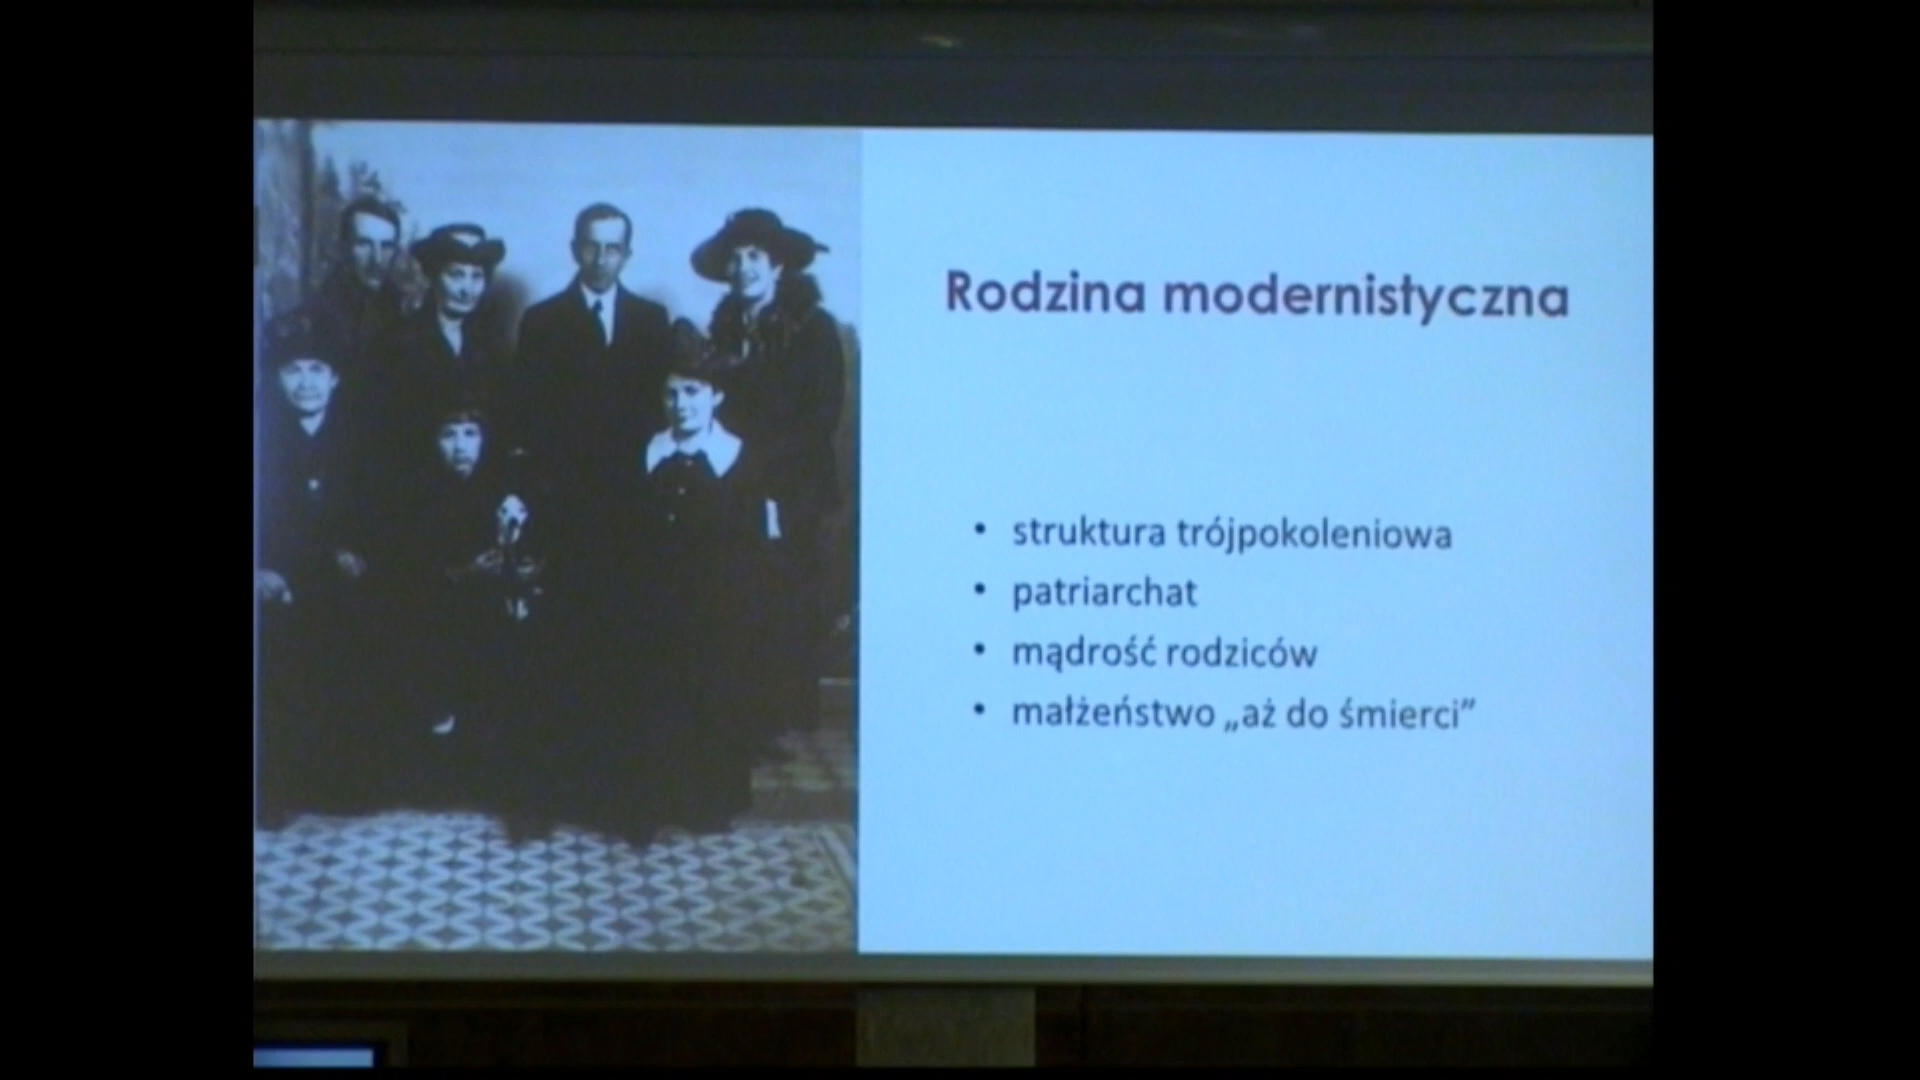 Rodzina modernistyczna
• struktura trójpokoleniowa
• patriarchat
• mądrość rodziców
• małżeństwo „aż do śmierci”